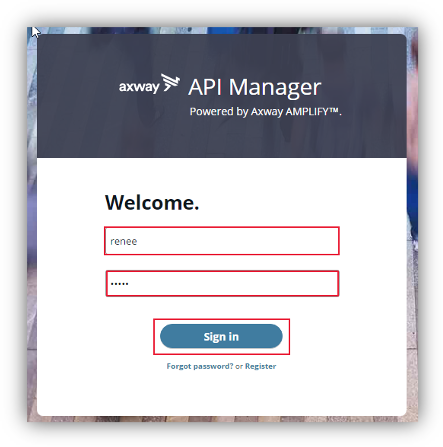 axway API Manager
Powered by Axway AMPLIFY™.
Welcome.
renee
•••••
Sign in
Forgot password? or Register